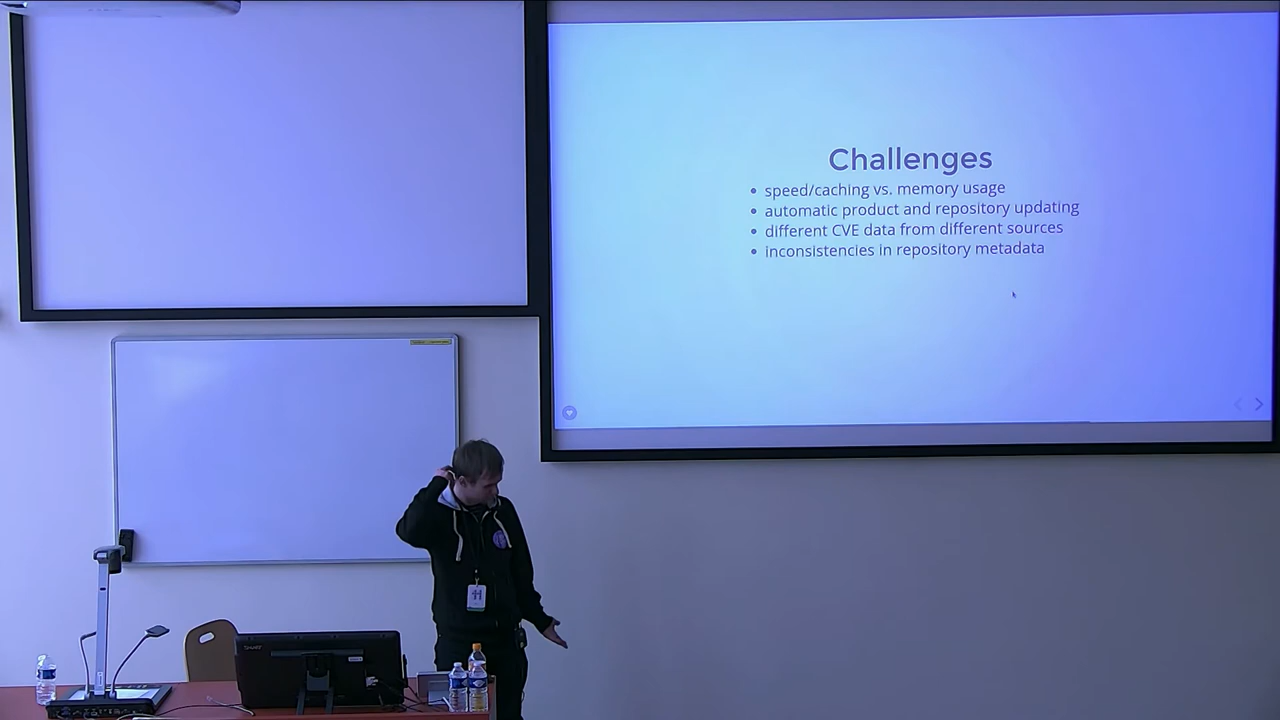 Challenges
speed/caching vs. memory usage
automatic product and repository updating
different CVE data from different sources
inconsistencies in repository metadata